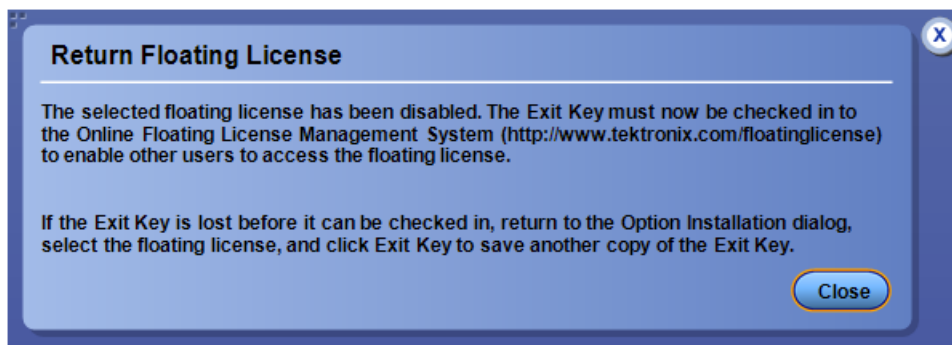 Return Floating License
X
The selected floating license has been disabled. The Exit Key must now be checked in to
the Online Floating License Management System (http://www.tektronix.com/floatinglicense)
to enable other users to access the floating license.
If the Exit Key is lost before it can be checked in, return to the Option Installation dialog,
select the floating license, and click Exit Key to save another copy of the Exit Key.
Close